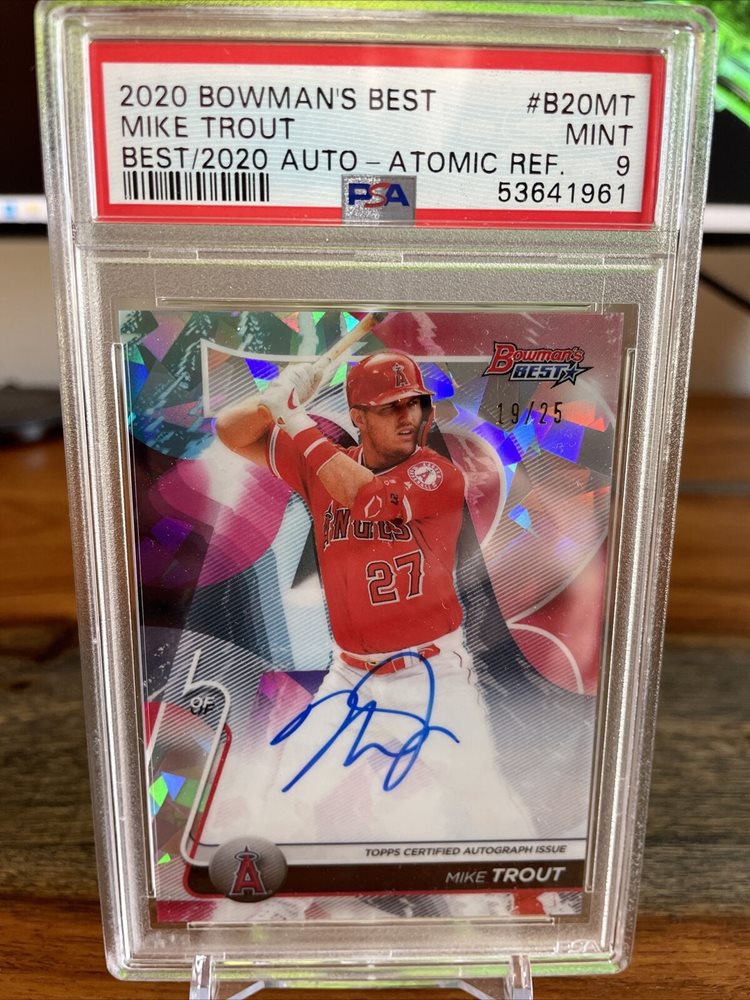 2020 BOWMAN'S BEST #B20MT
MIKE TROUT MINT
BEST/2020 AUTO - ATOMIC REF. 9
PSA 53641961
Bowman's
BEST
19/25
A
ANGELS
27
OF
TOPPS CERTIFIED AUTOGRAPH ISSUE
A
MIKE TROUT
PSA